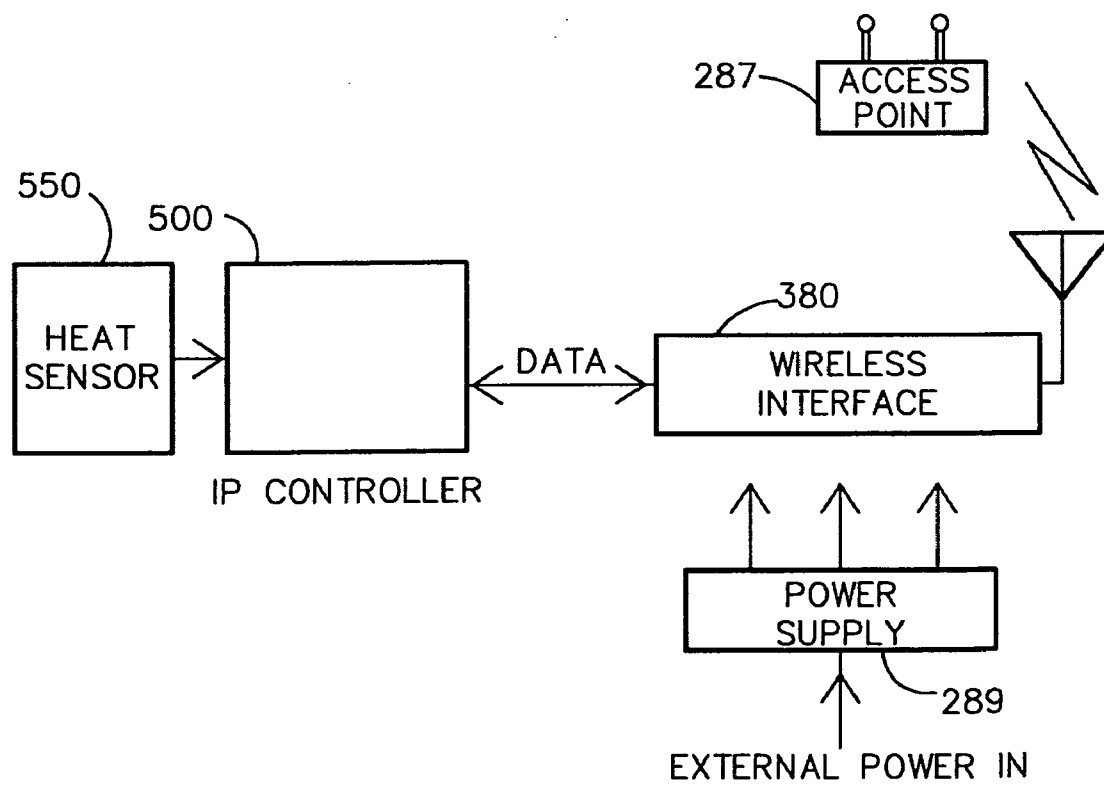 287
ACCESS
POINT
550
500
HEAT
SENSOR
380
DATA
WIRELESS
INTERFACE
IP CONTROLLER
POWER
SUPPLY
289
EXTERNAL POWER IN